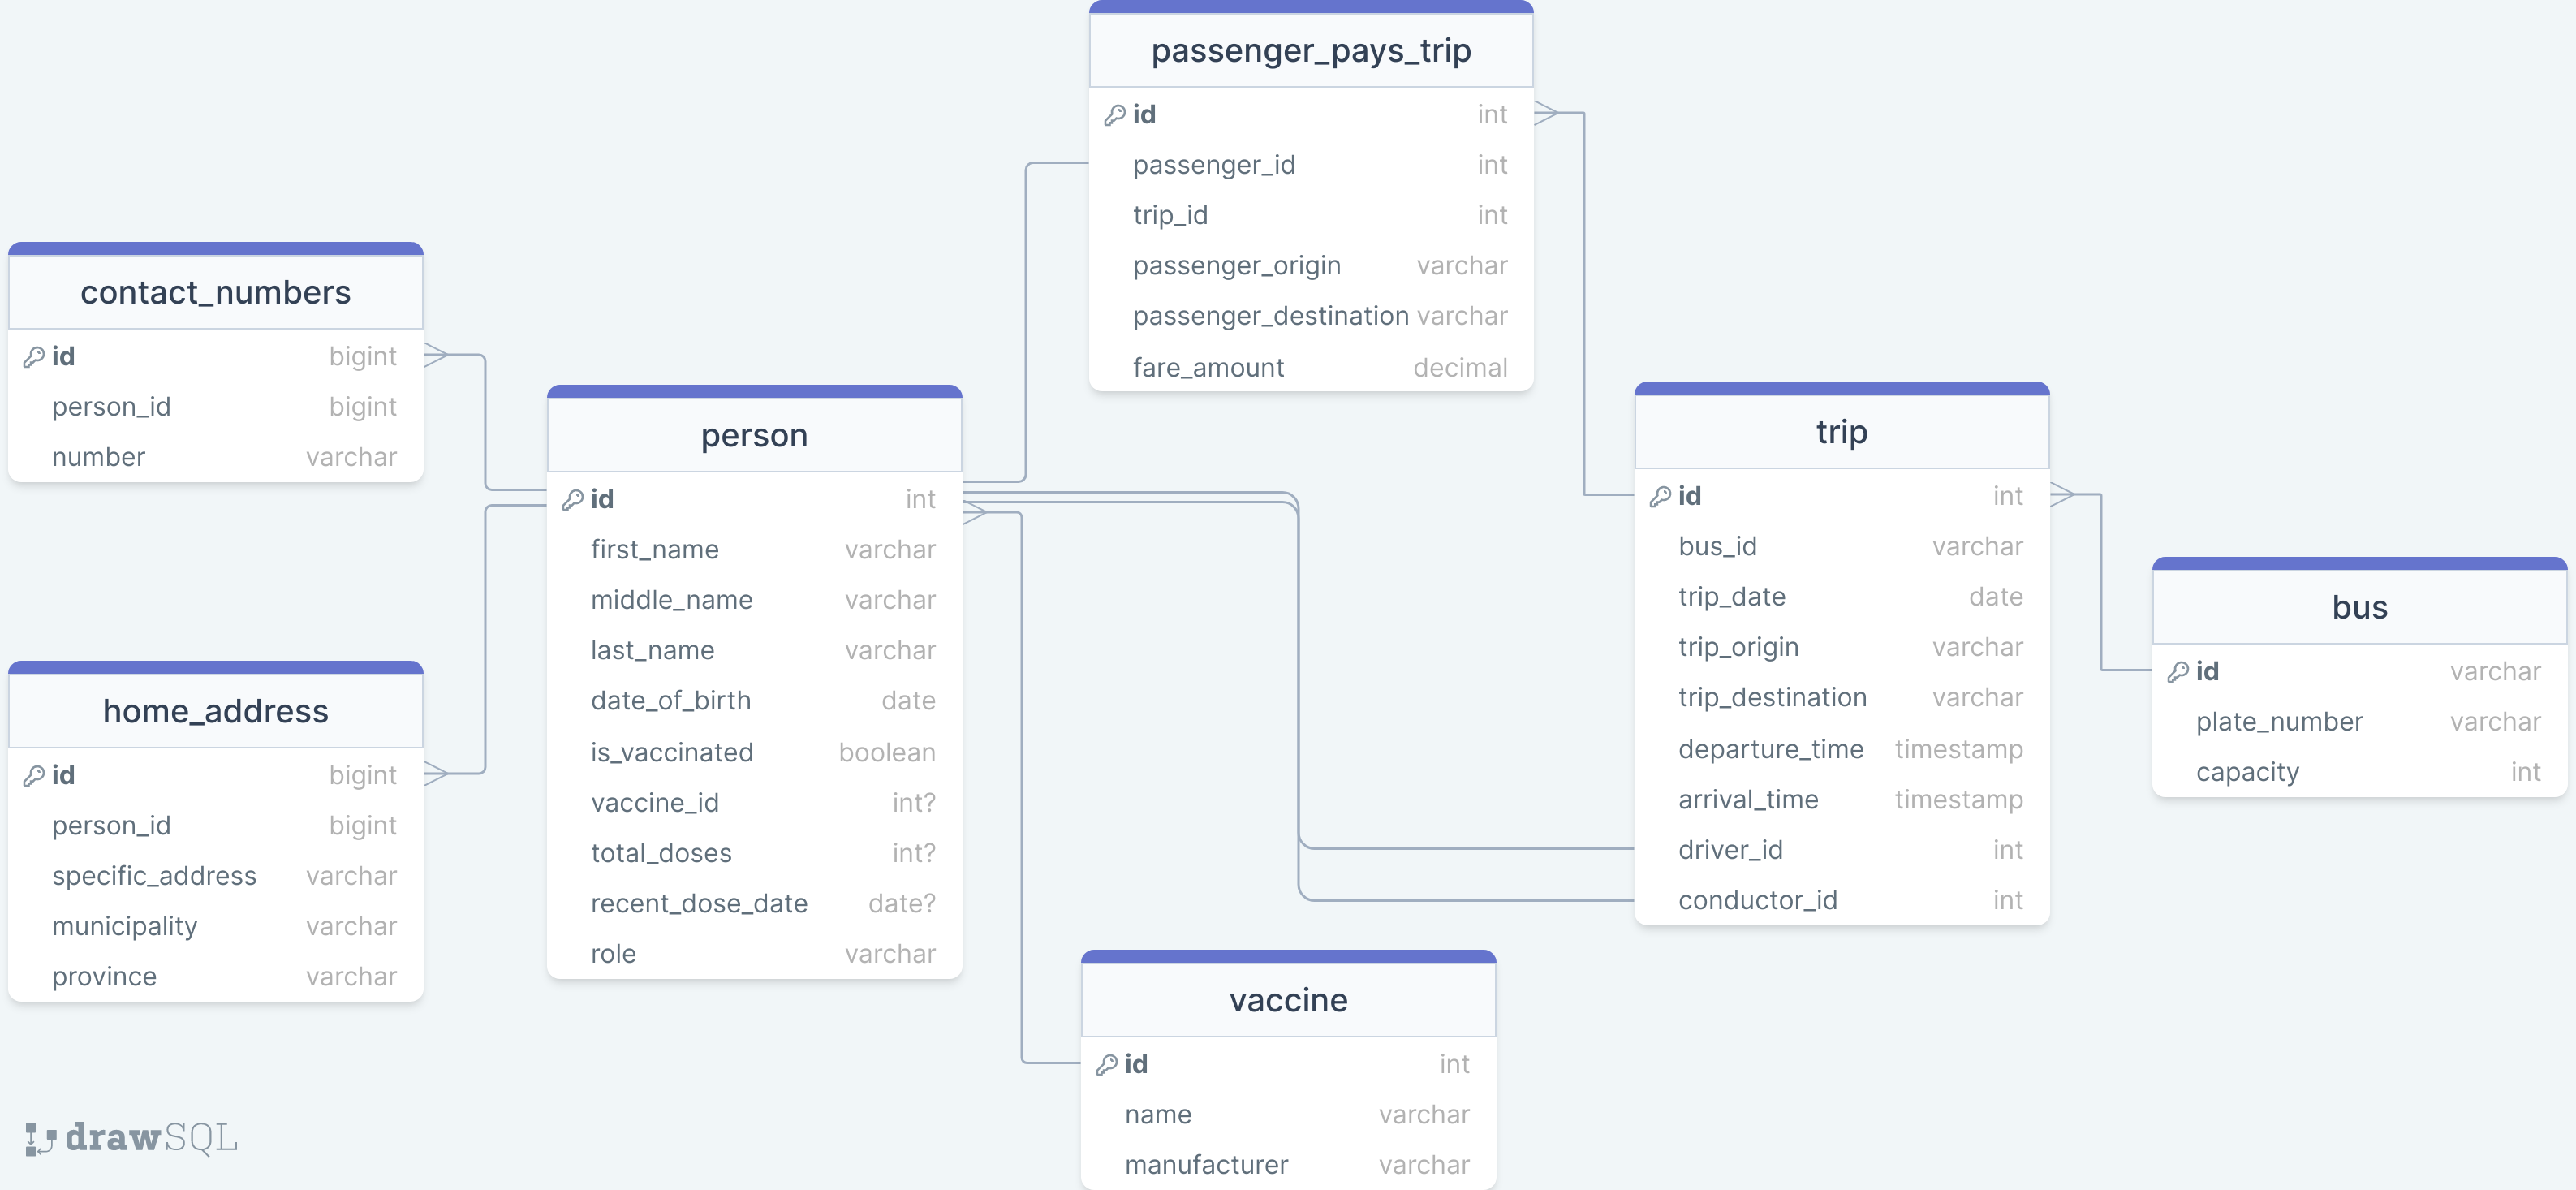 passenger_pays_trip
id int
passenger_id int
trip_id int
passenger_origin varchar
passenger_destination varchar
fare_amount decimal
contact_numbers
id bigint
person_id bigint
number varchar
person
id int
first_name varchar
middle_name varchar
last_name varchar
date_of_birth date
is_vaccinated boolean
vaccine_id int?
total_doses int?
recent_dose_date date?
role varchar
trip
id int
bus_id varchar
trip_date date
trip_origin varchar
trip_destination varchar
departure_time timestamp
arrival_time timestamp
driver_id int
conductor_id int
bus
id varchar
plate_number varchar
capacity int
home_address
id bigint
person_id bigint
specific_address varchar
municipality varchar
province varchar
vaccine
id int
name varchar
manufacturer varchar
drawSQL